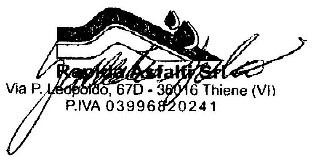 Rapida Asfalti Srl
Via P. Leopoldo, 67D - 36016 Thiene (VI)
P.IVA 03996820241